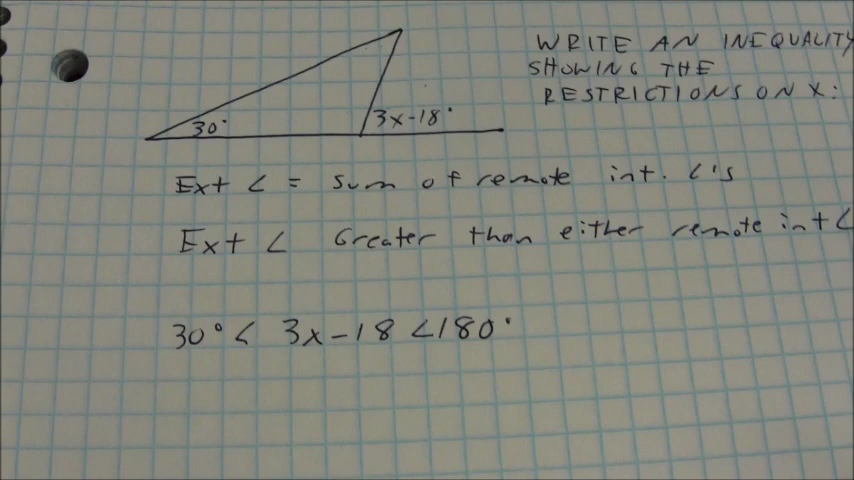 WRITE AN INEQUALITY
SHOWING THE
RESTRICTIONS ON X:
30°
3x-18°
Ext < = Sum of remote int. <'s
Ext < Greater than either remote int <
30° < 3x-18 <180°